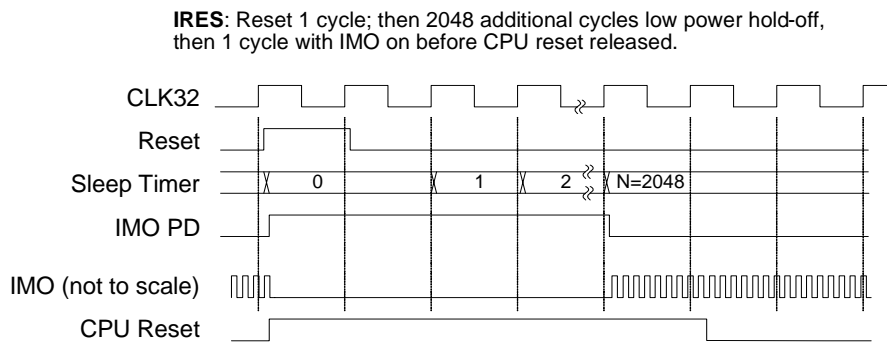 IRES: Reset 1 cycle; then 2048 additional cycles low power hold-off,
then 1 cycle with IMO on before CPU reset released.
CLK32
Reset
Sleep Timer 0 1 2 N=2048
IMO PD
IMO (not to scale)
CPU Reset